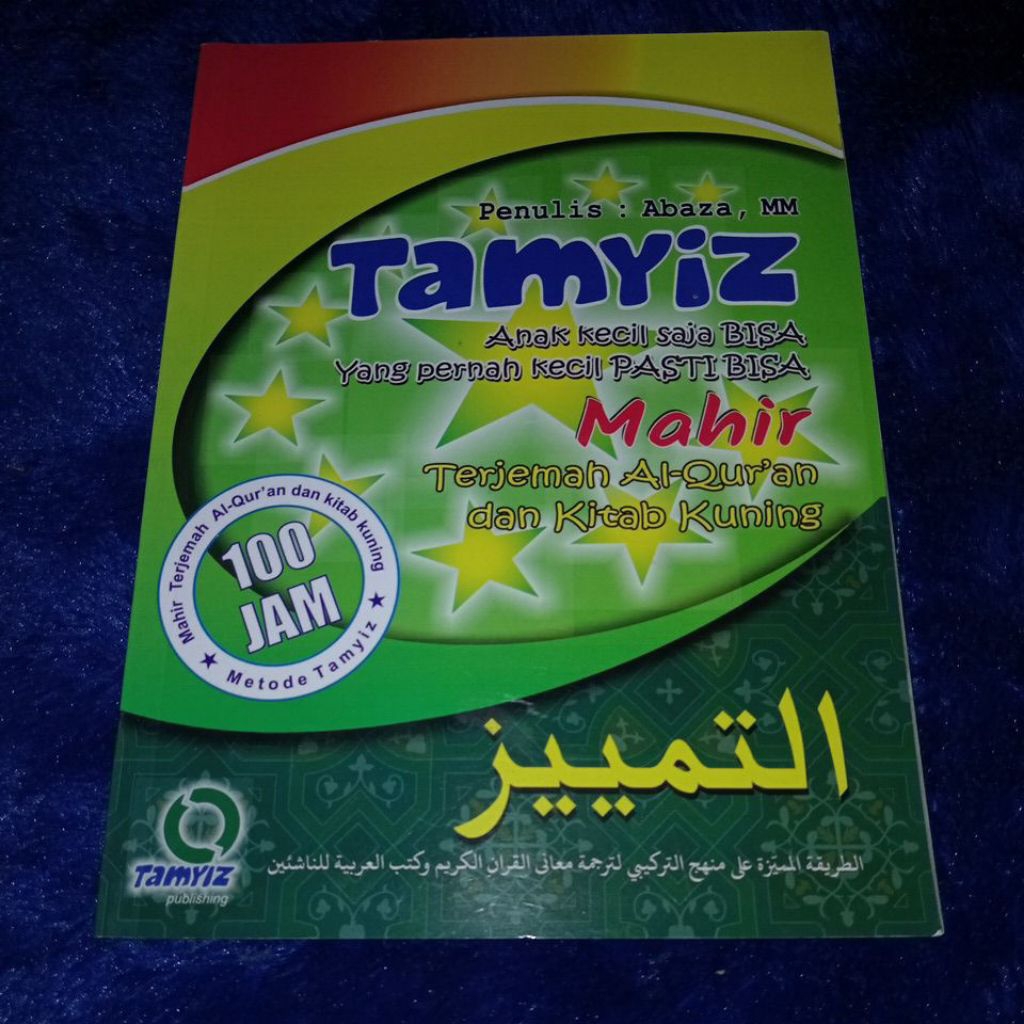 Penulis : Abaza, MM
Tamyiz
Anak kecil saja BISA
Yang pernah kecil PASTI BISA
Mahir
Terjemah Al-Qur'an
dan Kitab Kuning
Mahir Terjemah Al-Qur'an dan kitab kuning
100
JAM
★ Metode Tamyiz ★
التمييز
الطريقة المميّزة على منهج التركيبي لترجمة معاني القرآن الكريم وكتب العربية للناشئين
Tamyiz
publishing